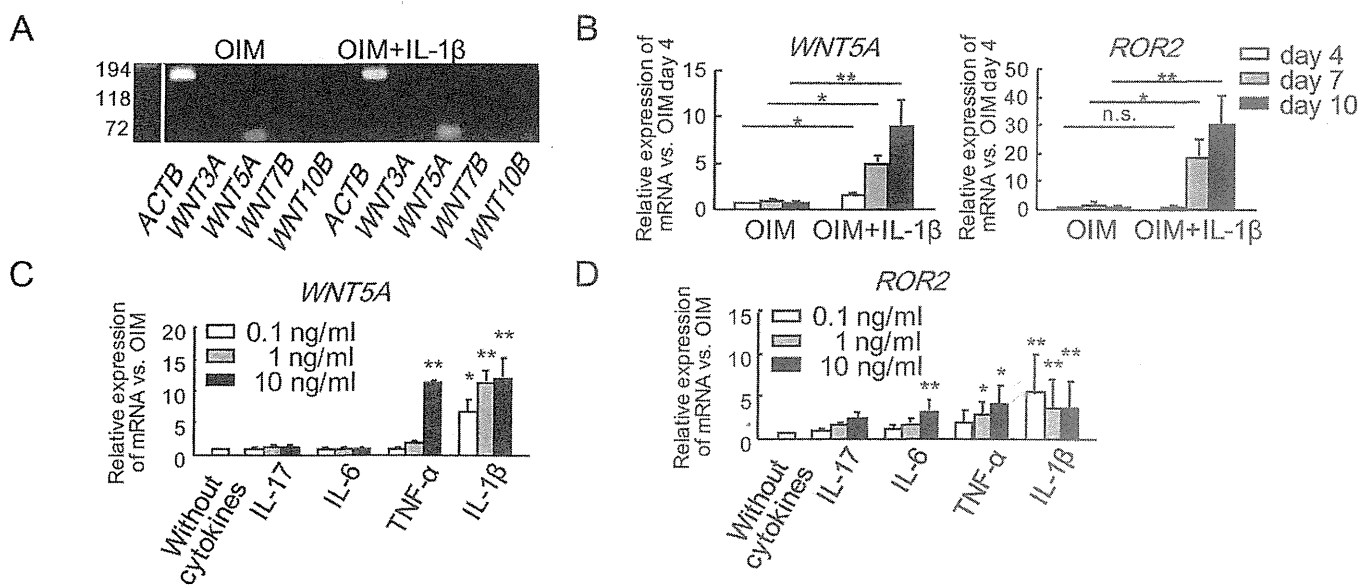 A
OIM OIM+IL-1β
194
118
72
ACTB WNT3A WNT5A WNT7B WNT10B ACTB WNT3A WNT5A WNT7B WNT10B
B
Relative expression of
mRNA vs. OIM day 4
WNT5A
15
10
5
0
**
*
*
OIM OIM+IL-1β
Relative expression of
mRNA vs. OIM day 4
ROR2
50
40
30
20
10
0
**
*
n.s.
OIM OIM+IL-1β
day 4
day 7
day 10
C
WNT5A
Relative expression
of mRNA vs. OIM
20
15
10
5
0
0.1 ng/ml
1 ng/ml
10 ng/ml
** * ** **
Without
cytokines
IL-17
IL-6
TNF-α
IL-1β
D
ROR2
Relative expression
of mRNA vs. OIM
15
10
5
0
0.1 ng/ml
1 ng/ml
10 ng/ml
** * * ** ** **
Without
cytokines
IL-17
IL-6
TNF-α
IL-1β